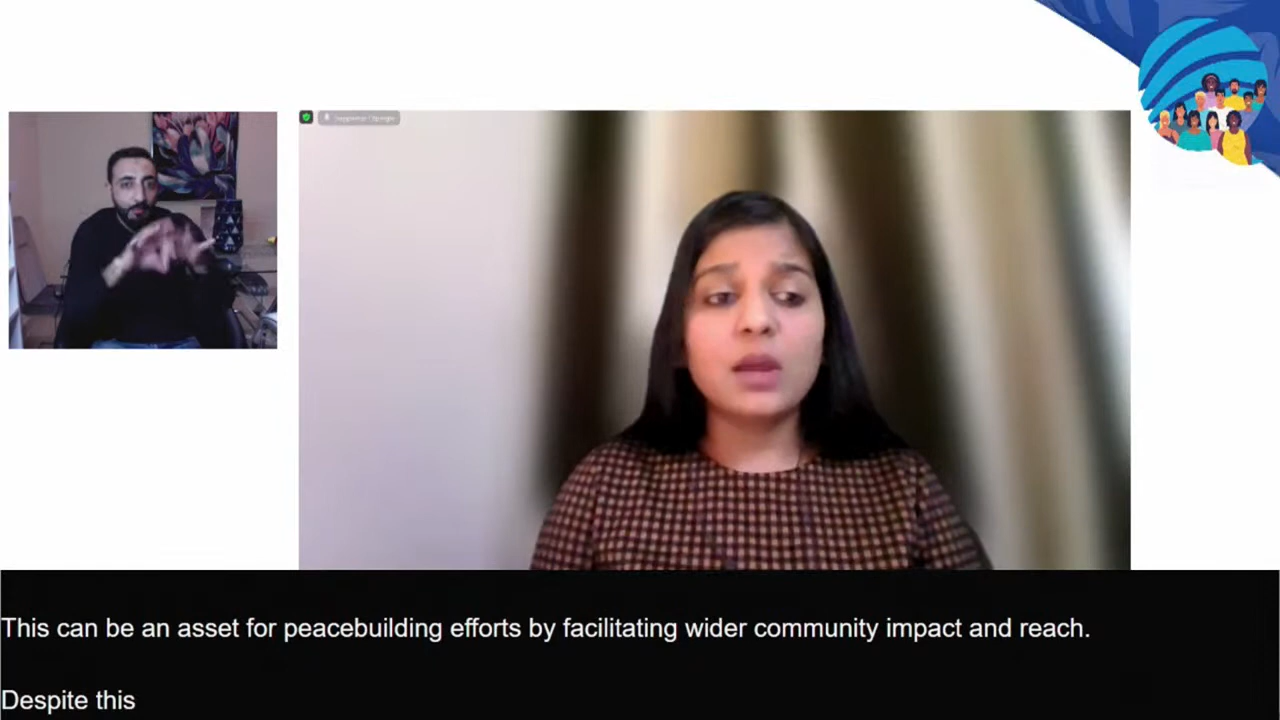 This can be an asset for peacebuilding efforts by facilitating wider community impact and reach.
Despite this